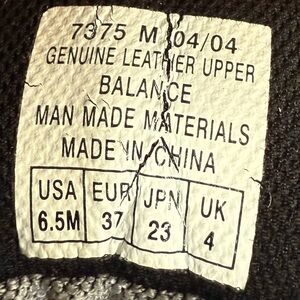 7375 M 04/04
GENUINE LEATHER UPPER
BALANCE
MAN MADE MATERIALS
MADE IN CHINA
USA EUR JPN UK
6.5M 37 23 4